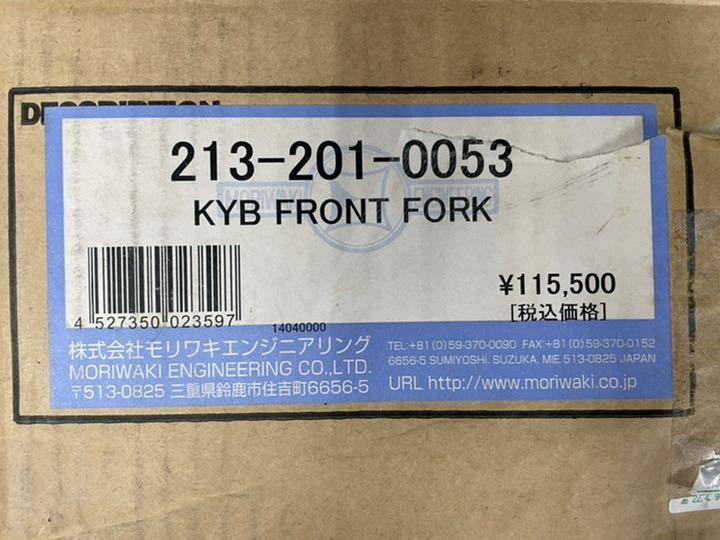 DESCRIPTION
213-201-0053
MORIWAKI ENGINEERING
KYB FRONT FORK
¥115,500
[税込価格]
4 527350 023597
14040000
株式会社モリワキエンジニアリング
MORIWAKI ENGINEERING CO.,LTD.
〒513-0825 三重県鈴鹿市住吉町6656-5
TEL:+81(0)59-370-0090 FAX:+81(0)59-370-0152
6656-5 SUMIYOSHI, SUZUKA, MIE 513-0825 JAPAN
URL http://www.moriwaki.co.jp